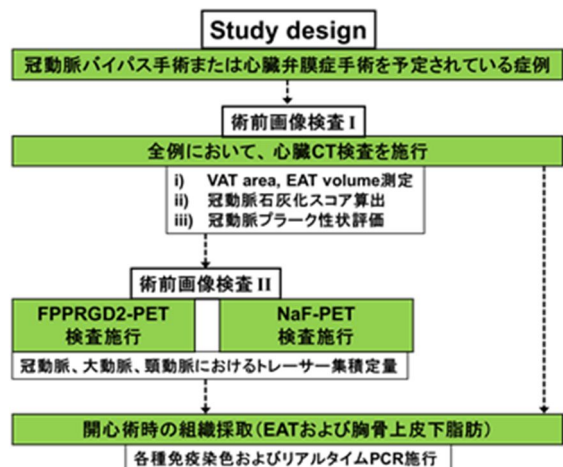 Study design
冠動脈バイパス手術または心臓弁膜症手術を予定されている症例
術前画像検査 I
全例において、心臓CT検査を施行
i) VAT area, EAT volume測定
ii) 冠動脈石灰化スコア算出
iii) 冠動脈プラーク性状評価
術前画像検査 II
FPPRGD2-PET
検査施行
NaF-PET
検査施行
冠動脈、大動脈、頸動脈におけるトレーサー集積定量
開心術時の組織採取(EATおよび胸骨上皮下脂肪)
各種免疫染色およびリアルタイムPCR施行